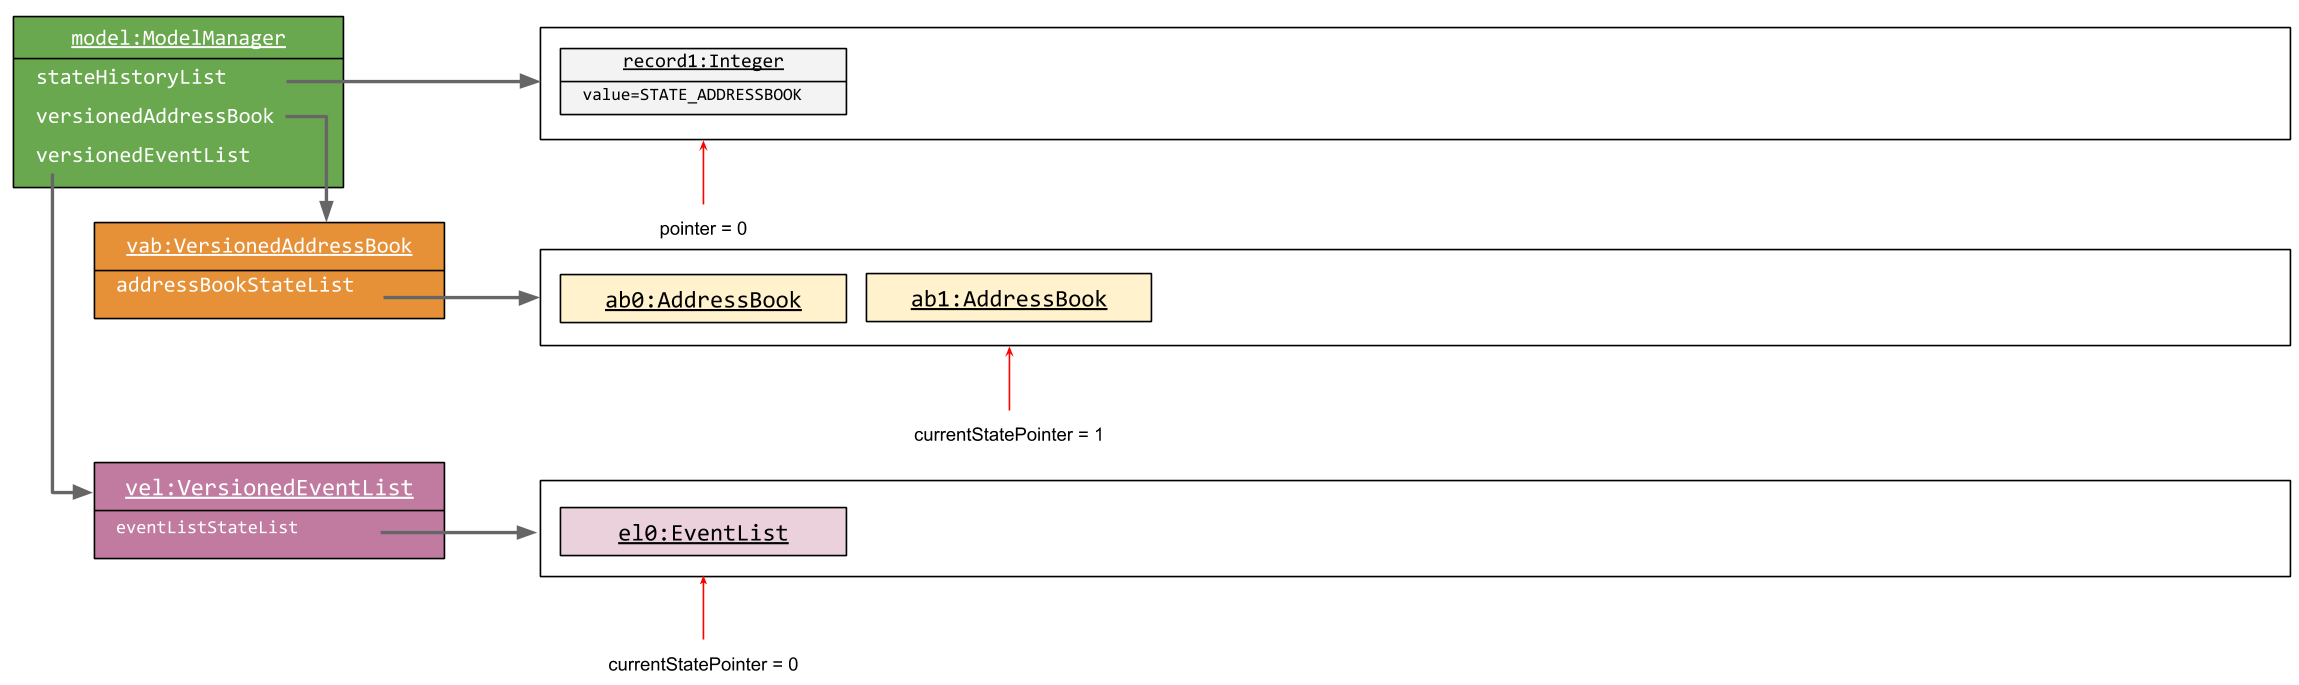 model:ModelManager
stateHistoryList
versionedAddressBook
versionedEventList
record1:Integer
value=STATE_ADDRESSBOOK
pointer = 0
vab:VersionedAddressBook
addressBookStateList
ab0:AddressBook
ab1:AddressBook
currentStatePointer = 1
vel:VersionedEventList
eventListStateList
el0:EventList
currentStatePointer = 0